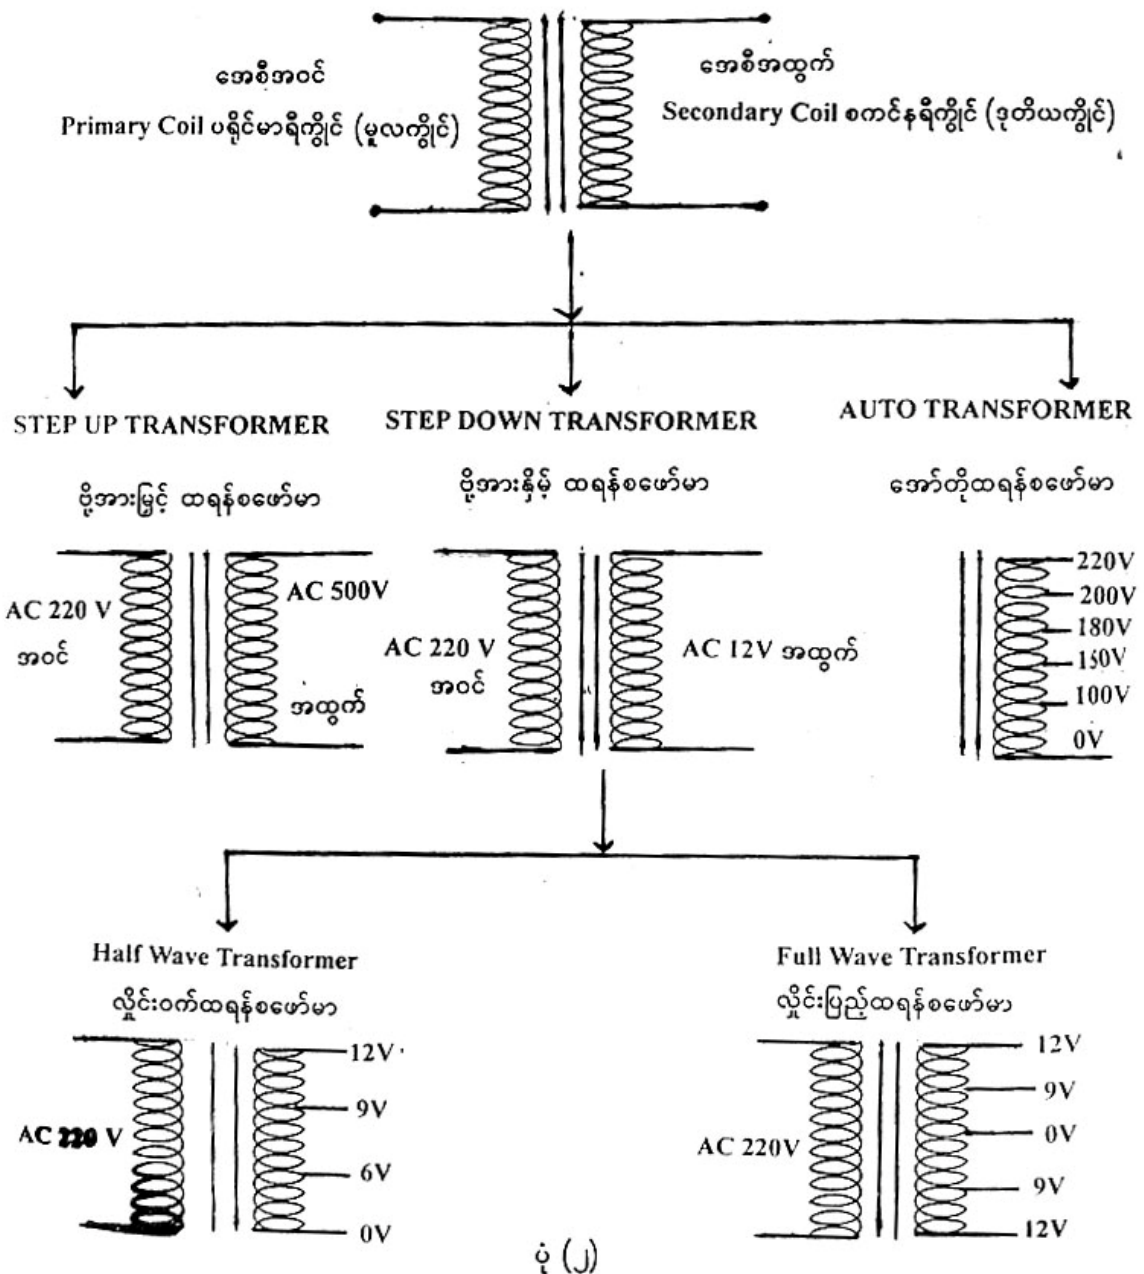 အေစီအဝင်
Primary Coil ပရိုင်မာရီကွိုင် (မူလကွိုင်)
အေစီအထွက်
Secondary Coil စကင်နရီကွိုင် (ဒုတိယကွိုင်)
STEP UP TRANSFORMER
ဗို့အားမြှင့် ထရန်စဖော်မာ
STEP DOWN TRANSFORMER
ဗို့အားနှိမ့် ထရန်စဖော်မာ
AUTO TRANSFORMER
အော်တိုထရန်စဖော်မာ
AC 220 V
အဝင်
AC 500V
အထွက်
AC 220 V
အဝင်
AC 12V အထွက်
220V
200V
180V
150V
100V
0V
Half Wave Transformer
လှိုင်းဝက်ထရန်စဖော်မာ
AC 220 V
12V
9V
6V
0V
Full Wave Transformer
လှိုင်းပြည့်ထရန်စဖော်မာ
AC 220V
12V
9V
0V
9V
12V
ပုံ (၂)